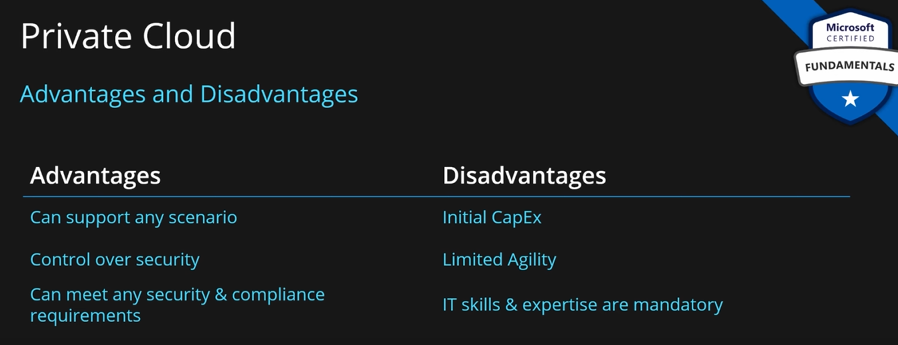 Private Cloud
Microsoft
CERTIFIED
FUNDAMENTALS
Advantages and Disadvantages
Advantages
Disadvantages
Can support any scenario
Initial CapEx
Control over security
Limited Agility
Can meet any security & compliance
requirements
IT skills & expertise are mandatory